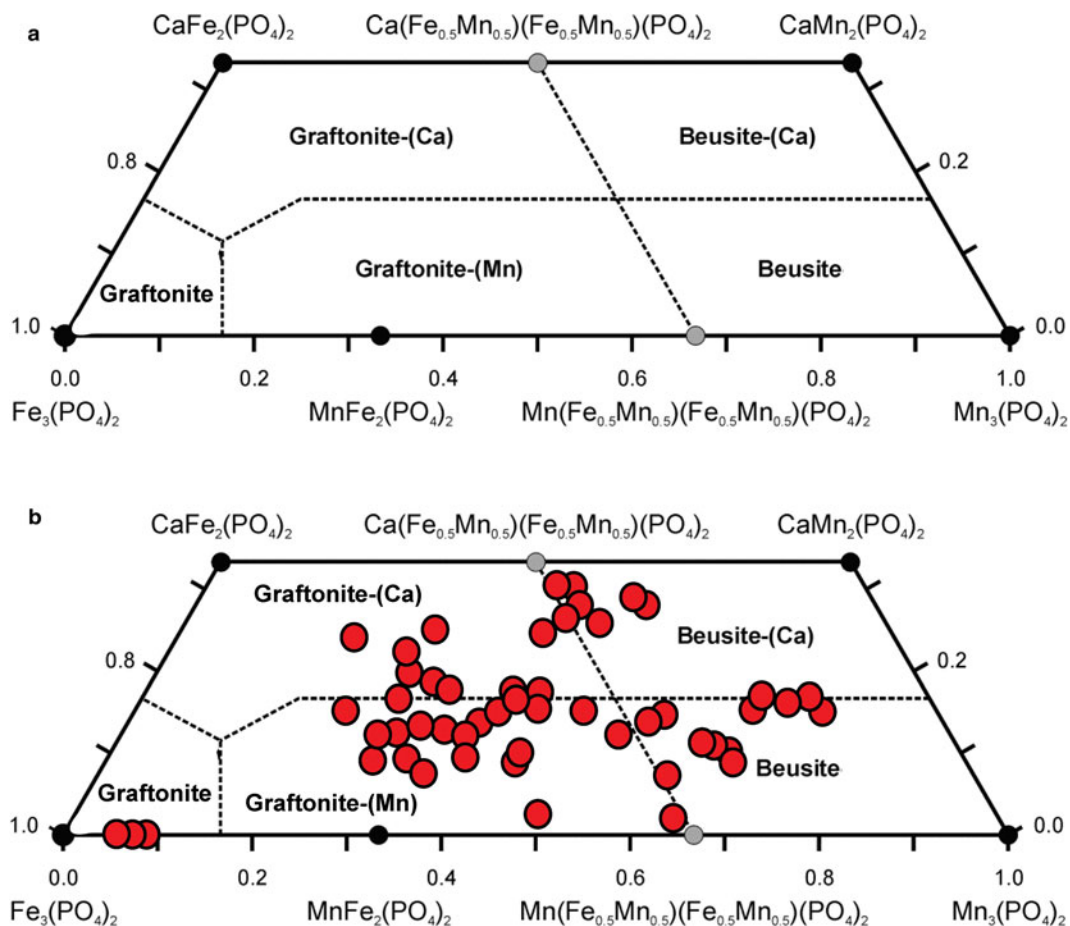 a
CaFe₂(PO₄)₂ Ca(Fe₀.₅Mn₀.₅)(Fe₀.₅Mn₀.₅)(PO₄)₂ CaMn₂(PO₄)₂
Graftonite-(Ca) Beusite-(Ca)
0.8 0.2
Graftonite-(Mn) Beusite
Graftonite
1.0 0.0
0.0 0.2 0.4 0.6 0.8 1.0
Fe₃(PO₄)₂ MnFe₂(PO₄)₂ Mn(Fe₀.₅Mn₀.₅)(Fe₀.₅Mn₀.₅)(PO₄)₂ Mn₃(PO₄)₂
b
CaFe₂(PO₄)₂ Ca(Fe₀.₅Mn₀.₅)(Fe₀.₅Mn₀.₅)(PO₄)₂ CaMn₂(PO₄)₂
Graftonite-(Ca)
Beusite-(Ca)
0.8 0.2
Graftonite Beusite
Graftonite-(Mn)
1.0 0.0
0.0 0.2 0.4 0.6 0.8 1.0
Fe₃(PO₄)₂ MnFe₂(PO₄)₂ Mn(Fe₀.₅Mn₀.₅)(Fe₀.₅Mn₀.₅)(PO₄)₂ Mn₃(PO₄)₂